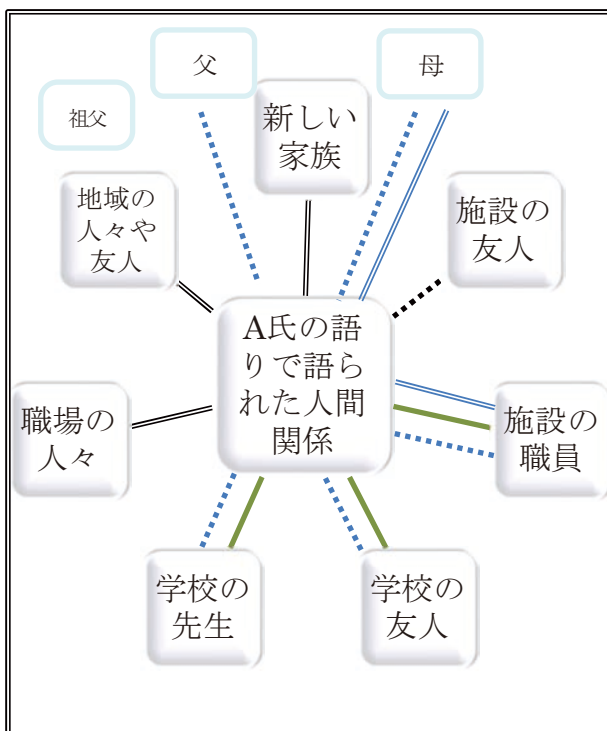 父
母
祖父
新しい
家族
地域の
人々や
友人
施設の
友人
A氏の語
りで語ら
れた人間
関係
職場の
人々
施設の
職員
学校の
先生
学校の
友人